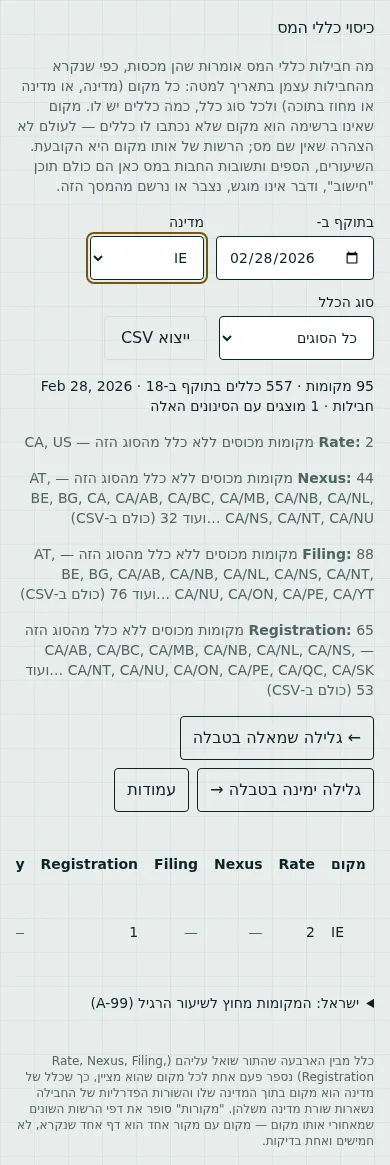 כיסוי כללי המס
מה חבילות כללי המס אומרות שהן מכסות, כפי שנקרא
מהחבילות עצמן בתאריך למטה: כל מקום (מדינה, או מדינה
או מחוז בתוכה) ולכל סוג כלל, כמה כללים יש לו. מקום
שאינו ברשימה הוא מקום שלא נכתבו לו כללים — לעולם לא
הצהרה שאין שם מס; הרשות של אותו מקום היא הקובעת.
השיעורים, הספים ותשובות החבות במס כאן הם כולם תוכן
"חישוב", ודבר אינו מוגש, נצבר או נרשם מהמסך הזה.
בתוקף ב-
מדינה
02/28/2026
IE
סוג הכלל
כל הסוגים
ייצוא CSV
95 מקומות · 557 כללים בתוקף ב-Feb 28, 2026 · 18
חבילות · 1 מוצגים עם הסינונים האלה
Rate: 2 מקומות מכוסים ללא כלל מהסוג הזה — CA, US
Nexus: 44 מקומות מכוסים ללא כלל מהסוג הזה — AT,
BE, BG, CA, CA/AB, CA/BC, CA/MB, CA/NB, CA/NL,
CA/NS, CA/NT, CA/NU …ועוד 32 (כולם ב-CSV)
Filing: 88 מקומות מכוסים ללא כלל מהסוג הזה — AT,
BE, BG, CA/AB, CA/NB, CA/NL, CA/NS, CA/NT,
CA/NU, CA/ON, CA/PE, CA/YT …ועוד 76 (כולם ב-CSV)
Registration: 65 מקומות מכוסים ללא כלל מהסוג הזה
— CA/AB, CA/BC, CA/MB, CA/NB, CA/NL, CA/NS,
CA/NT, CA/NU, CA/ON, CA/PE, CA/QC, CA/SK …ועוד
53 (כולם ב-CSV)
← גלילה שמאלה בטבלה
גלילה ימינה בטבלה →
עמודות
מקום Rate Nexus Filing Registration y
IE 2 — — 1 –
◀ ישראל: המקומות מחוץ לשיעור הרגיל (A-99)
כלל מבין הארבעה שהתור שואל עליהם (Rate, Nexus, Filing,
Registration) נספר פעם אחת לכל מקום שהוא מציין, כך שכלל של
מדינה הוא מקום בתוך המדינה שלו והשורות הפדרליות של החבילה
נשארות שורת מדינה משלהן. "מקורות" סופר את דפי הרשות השונים
שמאחורי אותו מקום — מקום עם מקור אחד הוא דף אחד שנקרא, לא
חמישים ואחת בדיקות.